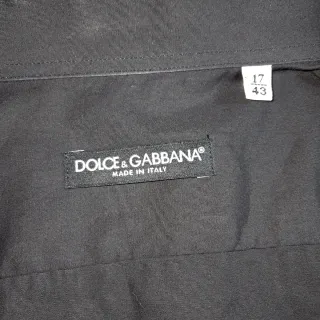 17
43
DOLCE & GABBANA®
MADE IN ITALY